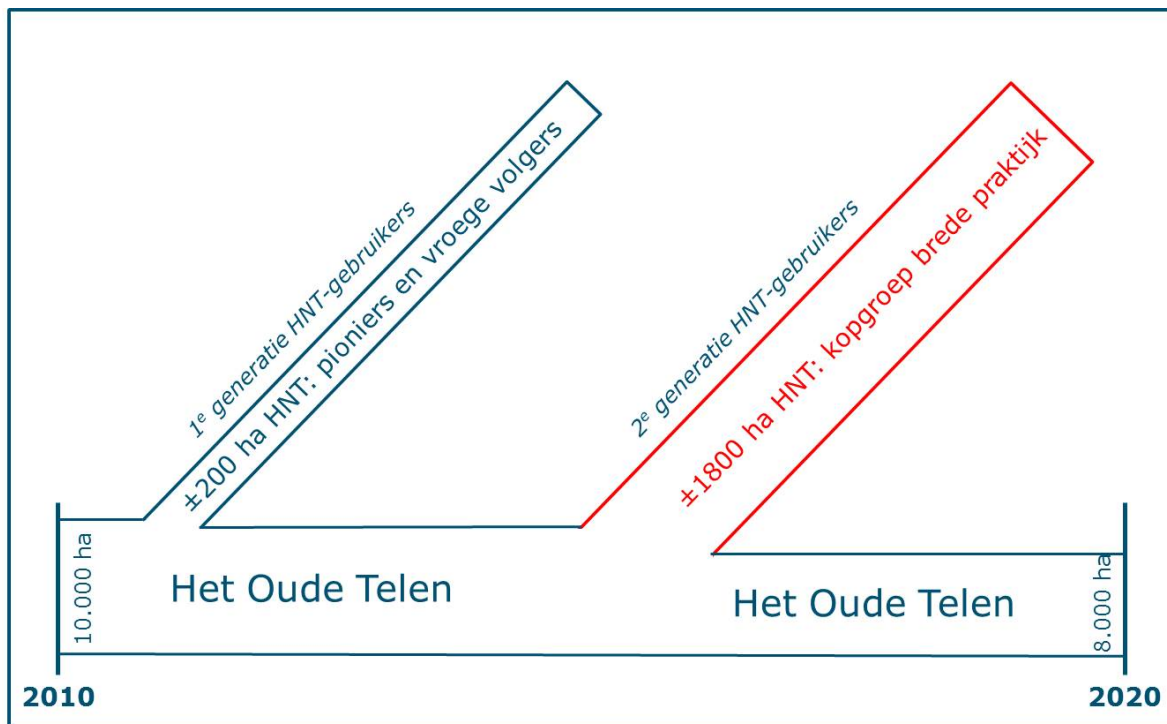 1e generatie HNT-gebruikers
±200 ha HNT: pioniers en vroege volgers
2e generatie HNT-gebruikers
±1800 ha HNT: kopgroep brede praktijk
10.000 ha
Het Oude Telen
Het Oude Telen
8.000 ha
2010
2020